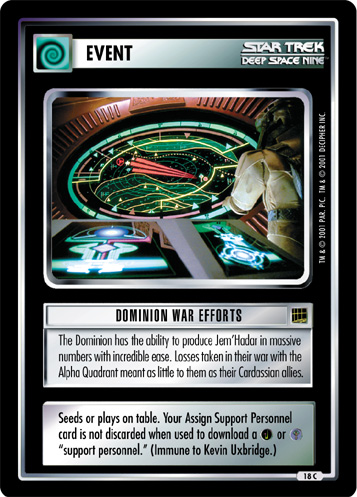 EVENT
STAR TREK
DEEP SPACE NINE™
TM & © 2001 PAR. PIC. TM & © 2001 DECIPHER INC.
DOMINION WAR EFFORTS
The Dominion has the ability to produce Jem'Hadar in massive
numbers with incredible ease. Losses taken in their war with the
Alpha Quadrant meant as little to them as their Cardassian allies.
Seeds or plays on table. Your Assign Support Personnel
card is not discarded when used to download a or
"support personnel." (Immune to Kevin Uxbridge.)
18 C